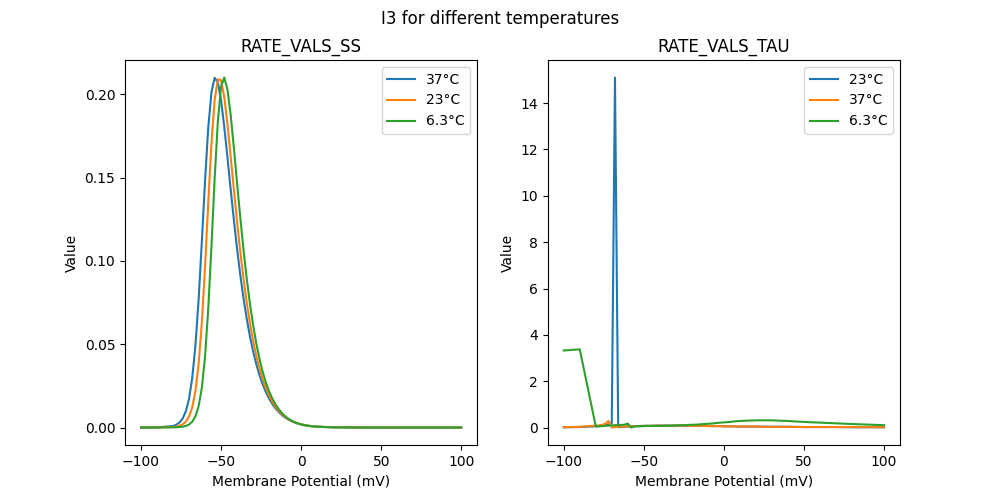 I3 for different temperatures
RATE_VALS_SS
37°C
23°C
6.3°C
0.20
0.15
0.10
0.05
0.00
Value
−100
−50
0
50
100
Membrane Potential (mV)
RATE_VALS_TAU
23°C
37°C
6.3°C
14
12
10
8
6
4
2
0
Value
−100
−50
0
50
100
Membrane Potential (mV)